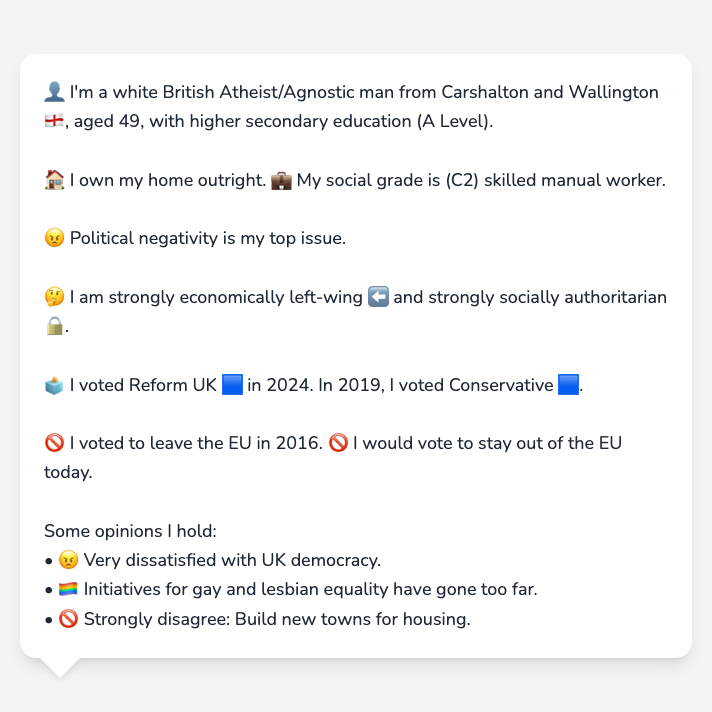 👤 I'm a white British Atheist/Agnostic man from Carshalton and Wallington
🏴󠁧󠁢󠁥󠁮󠁧󠁿, aged 49, with higher secondary education (A Level).
🏠 I own my home outright. 💼 My social grade is (C2) skilled manual worker.
😠 Political negativity is my top issue.
🤔 I am strongly economically left-wing ⬅️ and strongly socially authoritarian
🔒.
🗳️ I voted Reform UK 🟦 in 2024. In 2019, I voted Conservative 🟦.
🚫 I voted to leave the EU in 2016. 🚫 I would vote to stay out of the EU
today.
Some opinions I hold:
• 😠 Very dissatisfied with UK democracy.
• 🏳️‍🌈 Initiatives for gay and lesbian equality have gone too far.
• 🚫 Strongly disagree: Build new towns for housing.